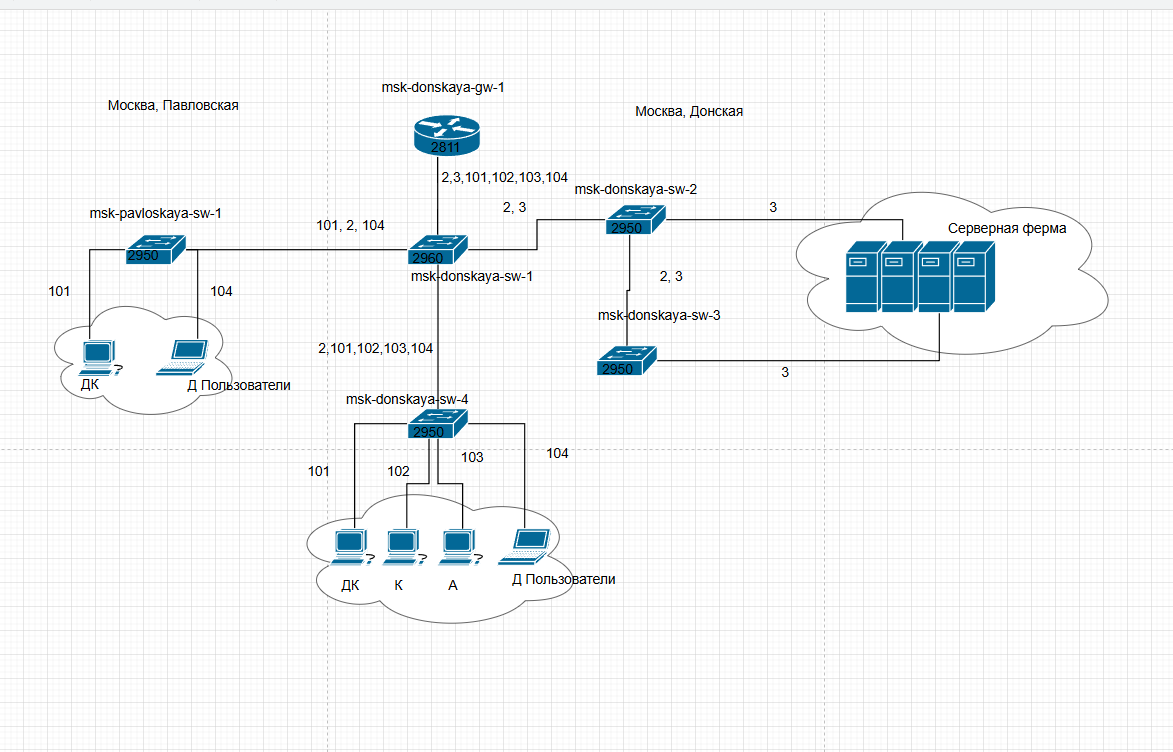 msk-donskaya-gw-1
Москва, Павловская
Москва, Донская
2811
2,3,101,102,103,104
msk-donskaya-sw-2
2, 3
3
msk-pavloskaya-sw-1
101, 2, 104
2950
Серверная ферма
2950
2960
msk-donskaya-sw-1
2, 3
101
104
msk-donskaya-sw-3
2,101,102,103,104
2950
3
ДК
Д Пользователи
msk-donskaya-sw-4
2950
101
102
103
104
ДК
К
А
Д Пользователи